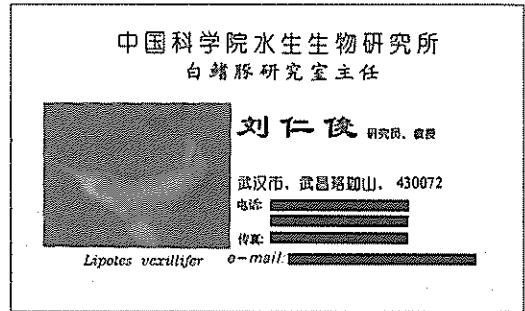 中国科学院水生生物研究所
白鳍豚研究室主任
刘仁俊 研究员、教授
武汉市，武昌珞珈山， 430072
电话:
传真:
Lipotes vexillifer e-mail: